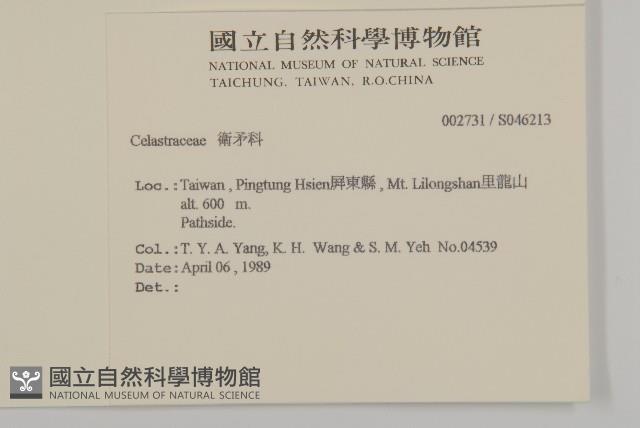 國立自然科學博物館
NATIONAL MUSEUM OF NATURAL SCIENCE
TAICHUNG, TAIWAN, R.O.CHINA
002731 / S046213
Celastraceae 衛矛科
Loc.:Taiwan , Pingtung Hsien屏東縣 , Mt. Lilongshan里龍山
alt. 600 m.
Pathside.
Col.:T. Y. A. Yang, K. H. Wang & S. M. Yeh No.04539
Date:April 06 , 1989
Det.:
國立自然科學博物館
NATIONAL MUSEUM OF NATURAL SCIENCE